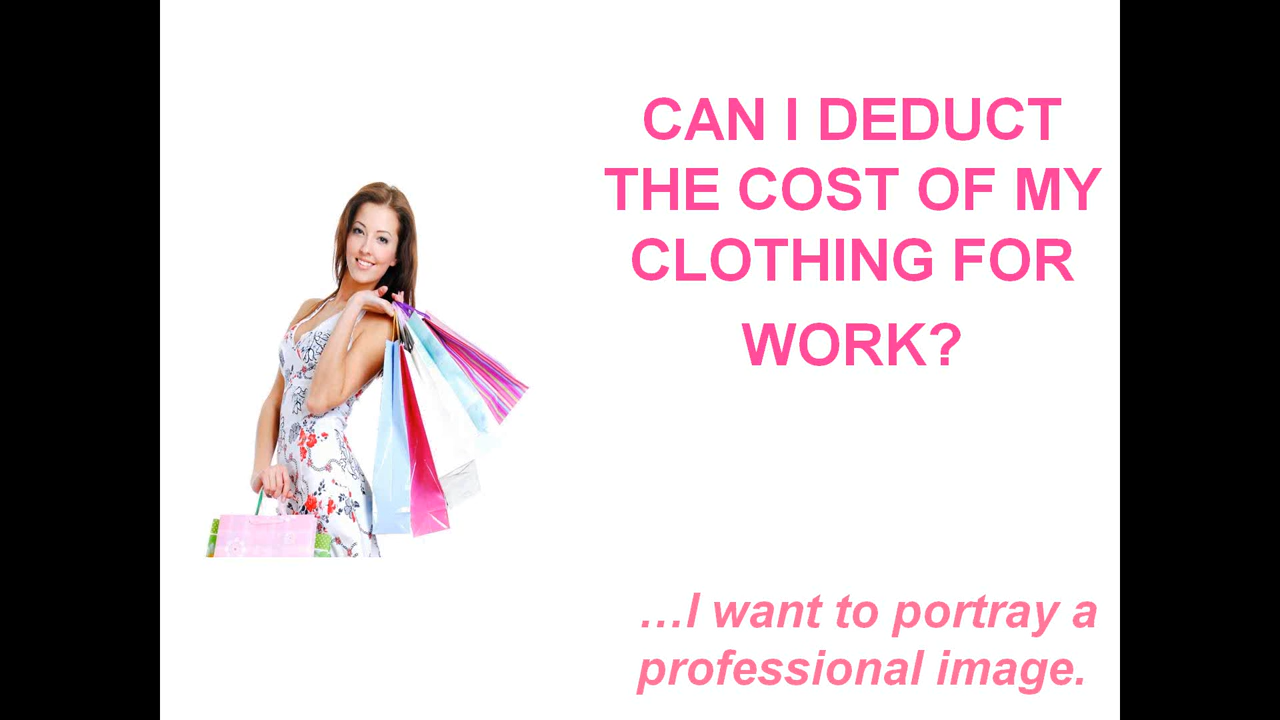 CAN I DEDUCT
THE COST OF MY
CLOTHING FOR
WORK?
…I want to portray a
professional image.